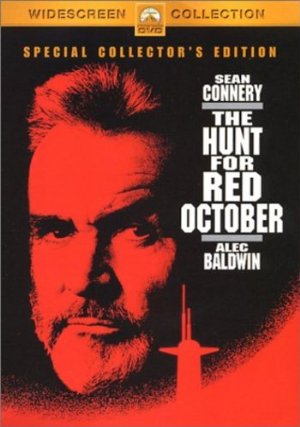 WIDESCREEN COLLECTION
DVD
SPECIAL COLLECTOR'S EDITION
SEAN
CONNERY
THE
HUNT
FOR
RED
OCTOBER
ALEC
BALDWIN